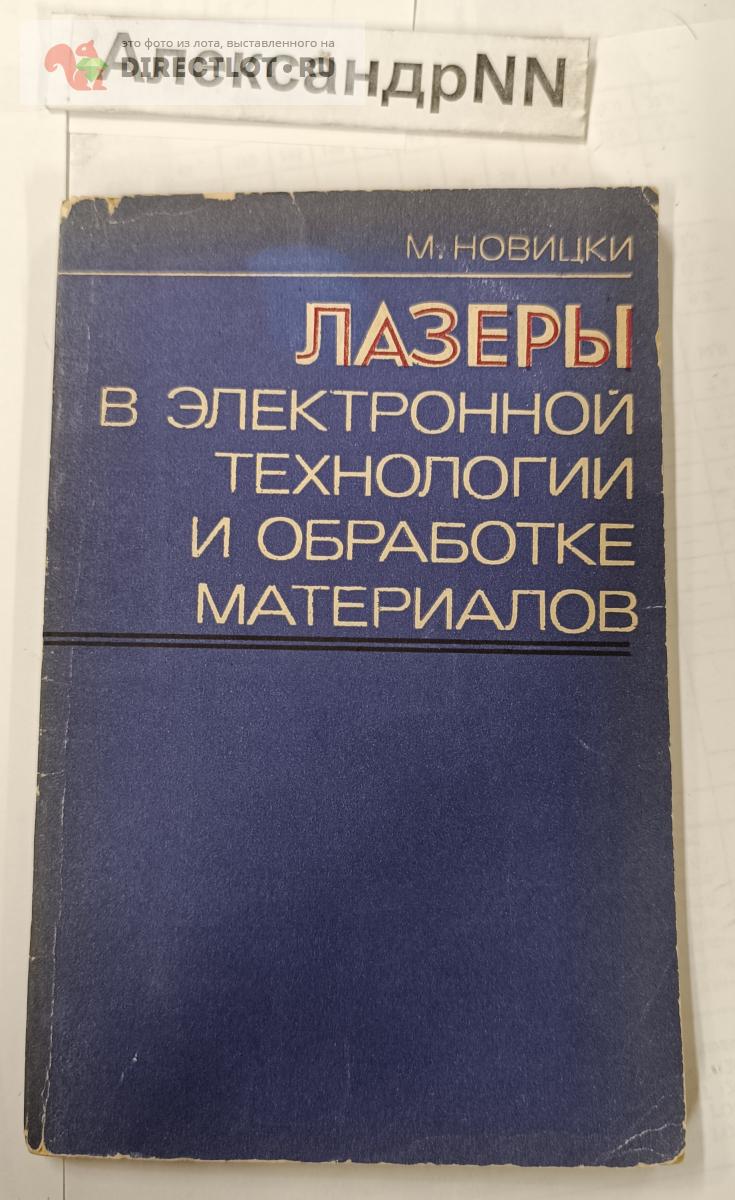 это фото из лота, выставленного на
DIRECTLOT.RU
АлександрNN
М. НОВИЦКИ
ЛАЗЕРЫ
В ЭЛЕКТРОННОЙ
ТЕХНОЛОГИИ
И ОБРАБОТКЕ
МАТЕРИАЛОВ